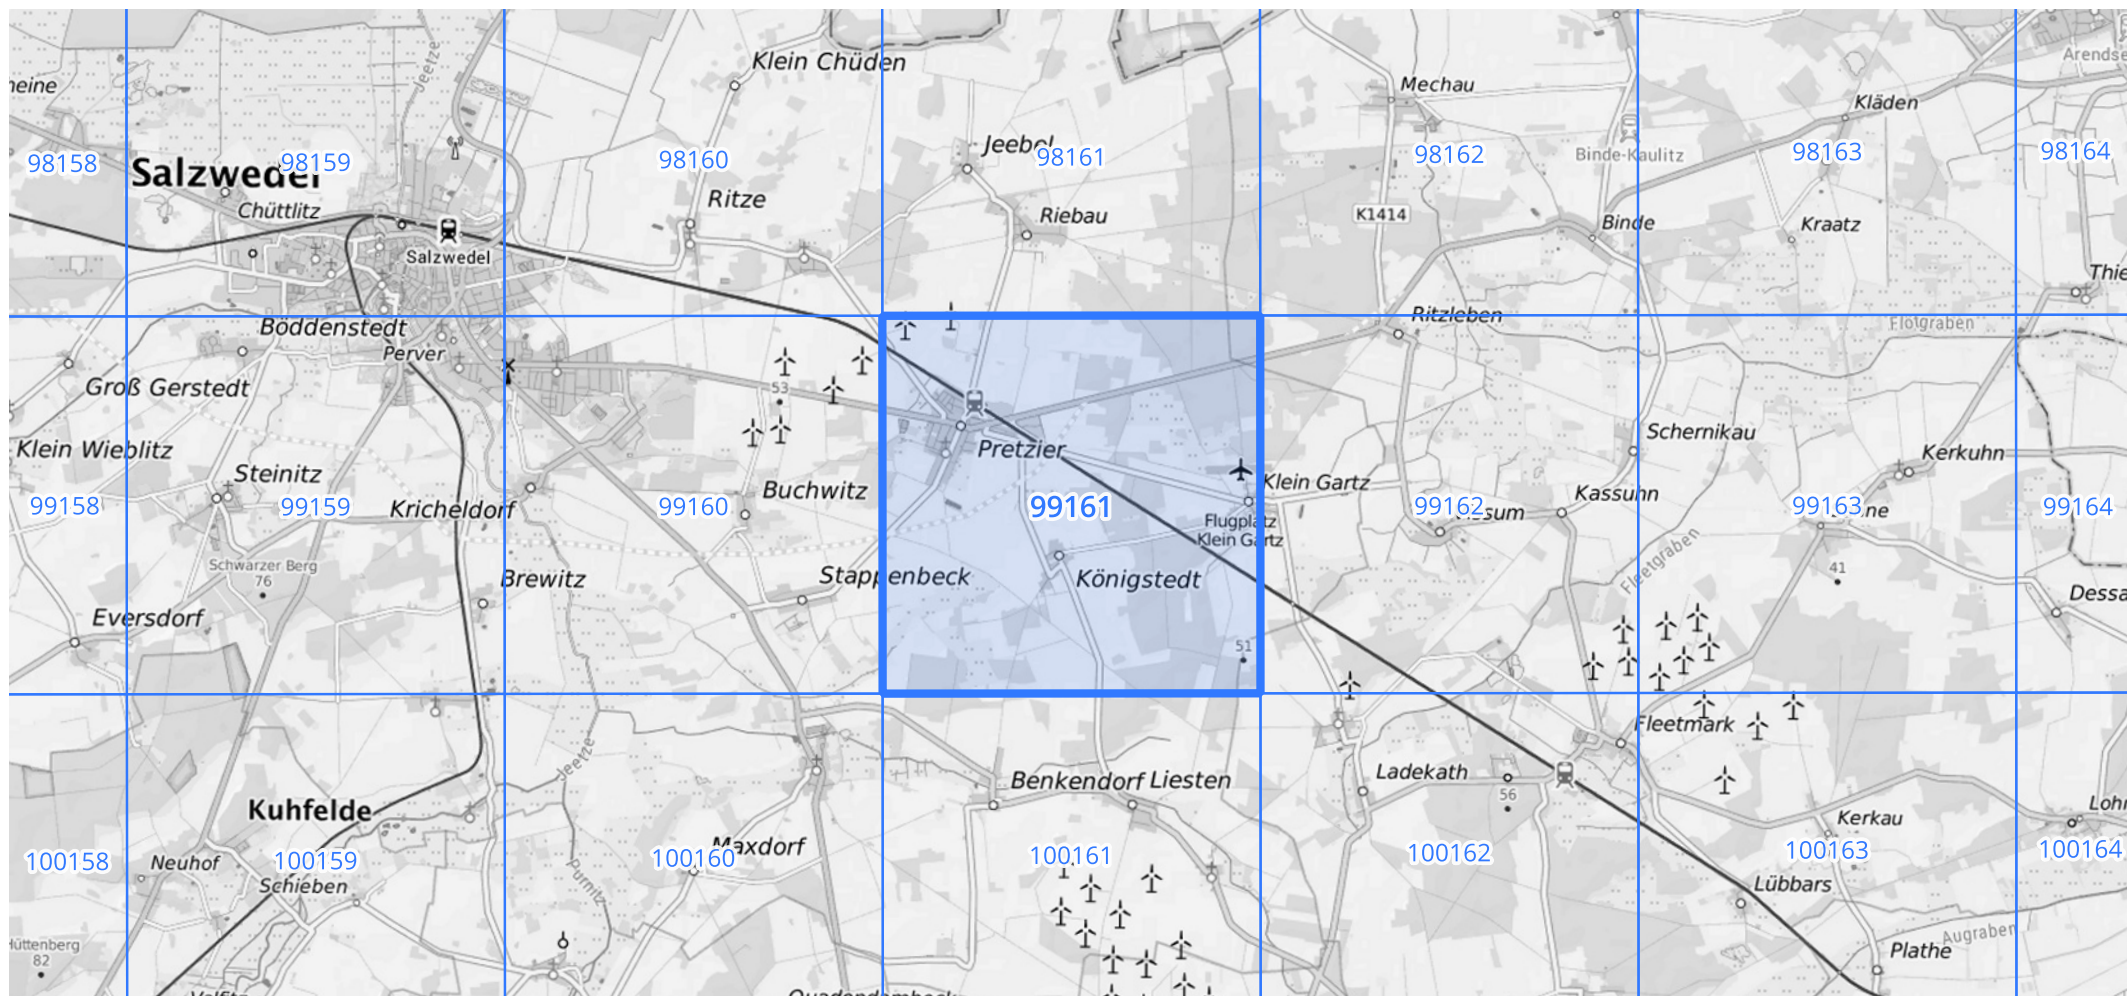 Klein Chüden
Jeetze
Arendse
heine
Mechau
Kläden
Jeebel
98158
Salzwedel
98159
98160
98161
98162
Binde-Kaulitz
98163
98164
Chüttlitz
Ritze
Riebau
K1414
Binde
Kraatz
Salzwedel
Thie
Böddenstedt
Ritzleben
Flötgraben
Perver
Groß Gerstedt
53
Klein Wieblitz
Pretzier
Schernikau
Kerkuhn
Steinitz
Buchwitz
Klein Gartz
Kassuhn
99158
99159
Kricheldorf
99160
99161
99162
99163
99164
Flugplatz
Klein Gartz
Fleetgraben
Schwarzer Berg
76
Brewitz
Stappenbeck
Königstedt
41
Dessa
Eversdorf
51
Fleetmark
Jeetze
Benkendorf
Liesten
Ladekath
56
Kuhfelde
Kerkau
Lohn
Maxdorf
100158
Neuhof
100159
100160
100161
100162
100163
100164
Schieben
Purnitz
Lübbars
Hüttenberg
82
Augraben
Plathe